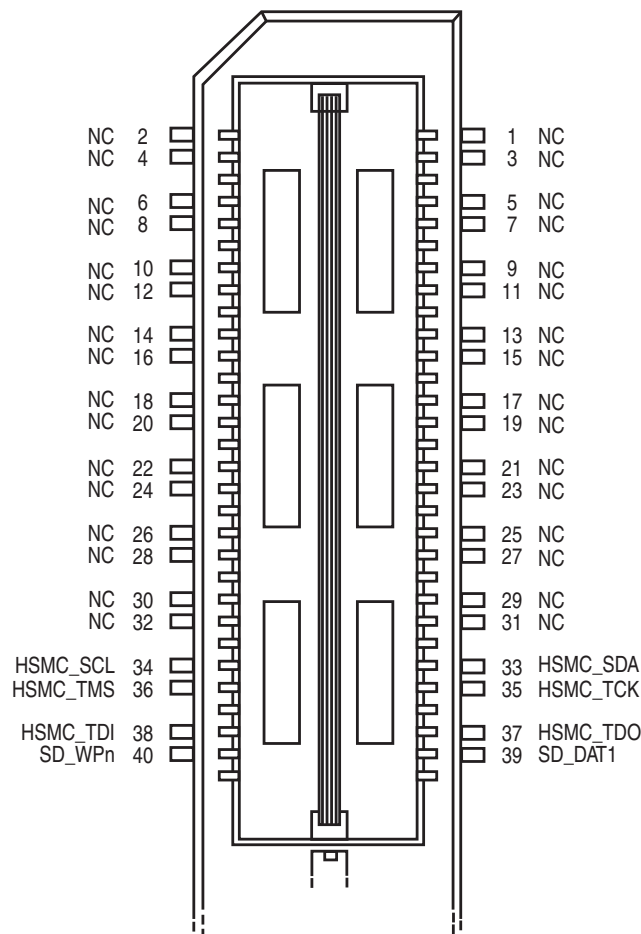 NC 2 1 NC
NC 4 3 NC
NC 6 5 NC
NC 8 7 NC
NC 10 9 NC
NC 12 11 NC
NC 14 13 NC
NC 16 15 NC
NC 18 17 NC
NC 20 19 NC
NC 22 21 NC
NC 24 23 NC
NC 26 25 NC
NC 28 27 NC
NC 30 29 NC
NC 32 31 NC
HSMC_SCL 34 33 HSMC_SDA
HSMC_TMS 36 35 HSMC_TCK
HSMC_TDI 38 37 HSMC_TDO
SD_WPn 40 39 SD_DAT1